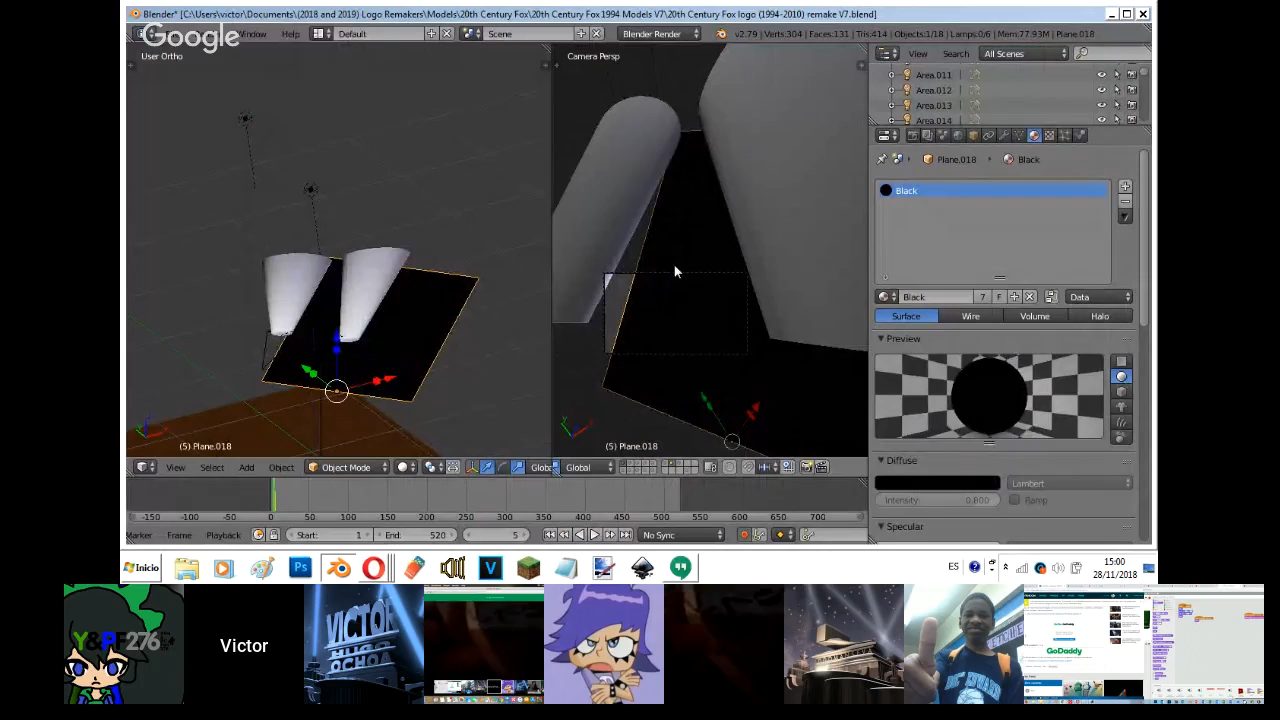 Blender* [C:\Users\victor\Documents\(2018 and 2019) Logo Remakers\Models\20th Century Fox\20th Century Fox1994 Models V7\20th Century Fox logo (1994-2010) remake V7.blend]
Google
Window Help Default Scene Blender Render v2.79 | Verts:304 | Faces:131 | Tris:414 | Objects:1/18 | Lamps:0/6 | Mem:77.93M | Plane.018
View Search All Scenes
User Ortho
Camera Persp
Area.011
Area.012
Area.013
Area.014
Plane.018 Black
Black
Black 7 F Data
Surface Wire Volume Halo
Preview
(5) Plane.018
(5) Plane.018
Diffuse
View Select Add Object Object Mode Global Global
Lambert
Intensity: 0.800 Ramp
-150 -100 -50 0 50 100 150 200 250 300 350 400 450 500 550 600 650 700
Specular
Marker Frame Playback Start: 1 End: 520 5 No Sync
Inicio ES 15:00
28/11/2018
&RF276
Victor
GoDaddy